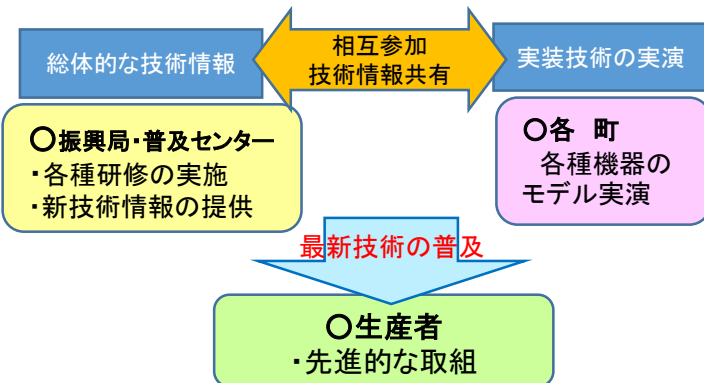 総体的な技術情報
相互参加
技術情報共有
実装技術の実演
○振興局・普及センター
・各種研修の実施
・新技術情報の提供
○各　町
各種機器の
モデル実演
最新技術の普及
○生産者
・先進的な取組